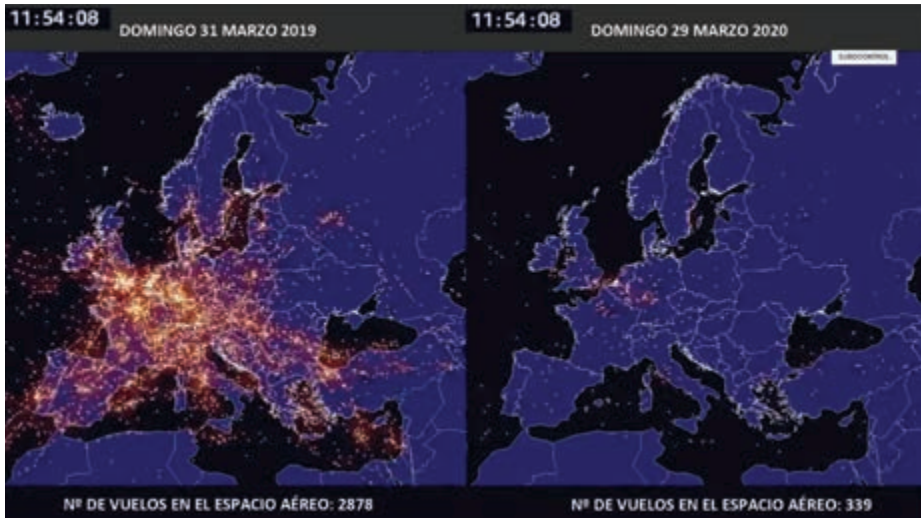 11:54:08
DOMINGO 31 MARZO 2019
Nº DE VUELOS EN EL ESPACIO AÉREO: 2878
11:54:08
DOMINGO 29 MARZO 2020
EUROCONTROL
Nº DE VUELOS EN EL ESPACIO AÉREO: 339